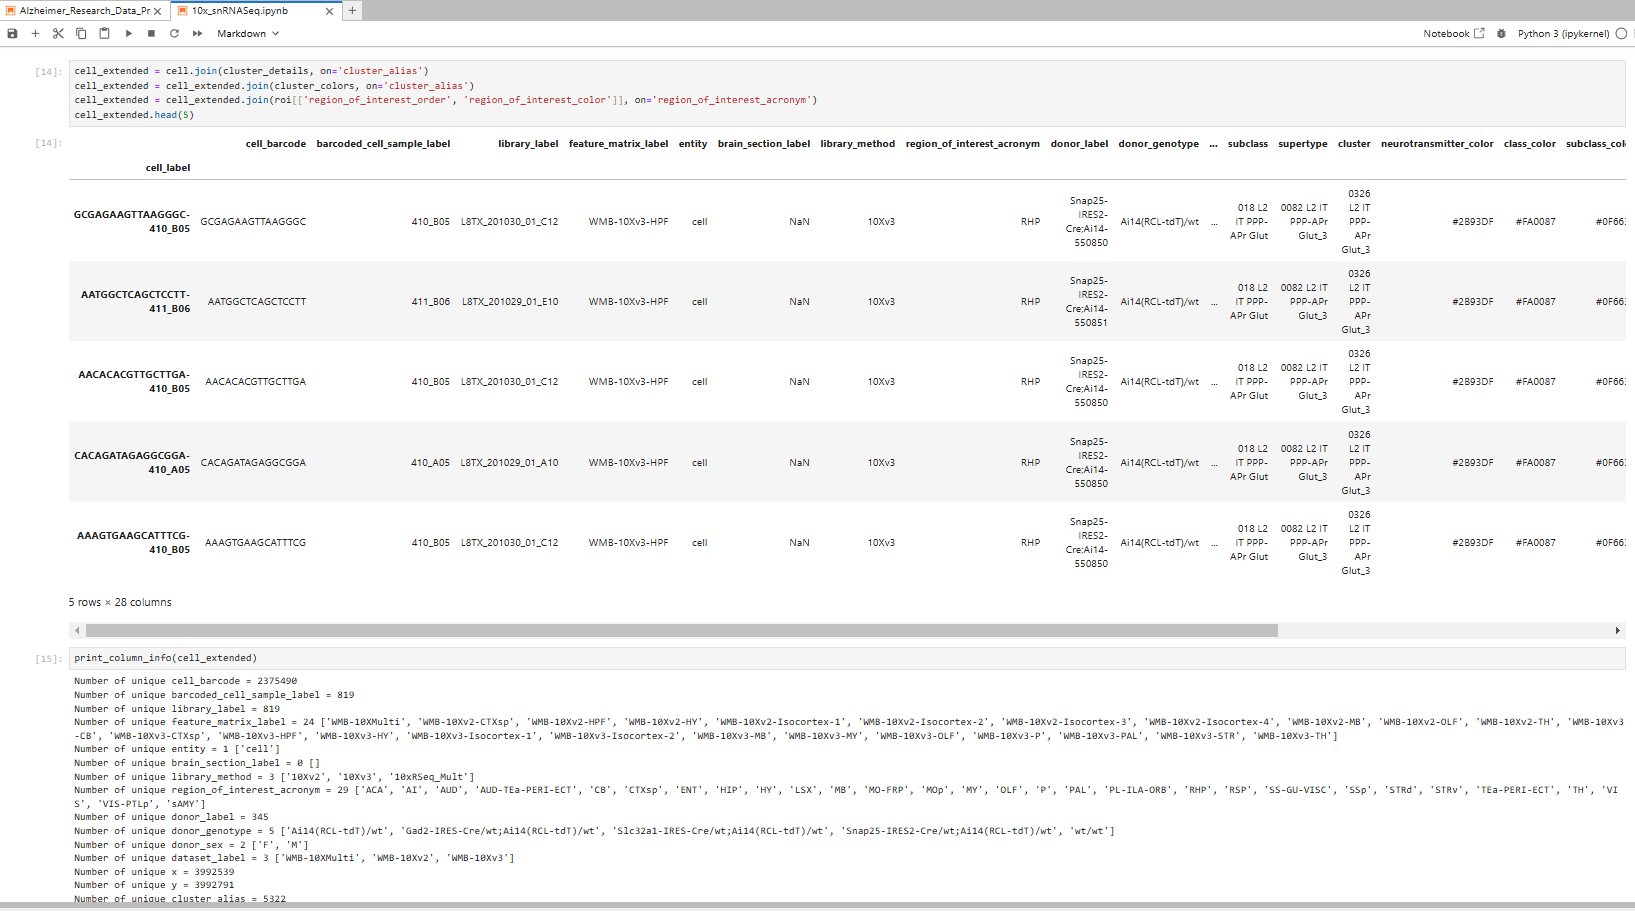 Alzheimer_Research_Data_Pr
10x_snRNASeq.ipynb
Markdown
Notebook
Python 3 (ipykernel)
[14]:
cell_extended = cell.join(cluster_details, on='cluster_alias')
cell_extended = cell_extended.join(cluster_colors, on='cluster_alias')
cell_extended = cell_extended.join(roi[['region_of_interest_order', 'region_of_interest_color']], on='region_of_interest_acronym')
cell_extended.head(5)
[14]:
cell_barcode barcoded_cell_sample_label library_label feature_matrix_label entity brain_section_label library_method region_of_interest_acronym donor_label donor_genotype ... subclass supertype cluster neurotransmitter_color class_color subclass_col
cell_label
GCGAGAAGTTAAGGGC-
410_B05
GCGAGAAGTTAAGGGC 410_B05 L8TX_201030_01_C12 WMB-10Xv3-HPF cell NaN 10Xv3 RHP
Snap25-
IRES2-
Cre;Ai14-
550850
Ai14(RCL-tdT)/wt ...
018 L2
IT PPP-
APr Glut
0082 L2 IT
PPP-APr
Glut_3
0326
L2 IT
PPP-
APr
Glut_3
#2B93DF #FA0087 #0F66
AATGGCTCAGCTCCTT-
411_B06
AATGGCTCAGCTCCTT 411_B06 L8TX_201029_01_E10 WMB-10Xv3-HPF cell NaN 10Xv3 RHP
Snap25-
IRES2-
Cre;Ai14-
550851
Ai14(RCL-tdT)/wt ...
018 L2
IT PPP-
APr Glut
0082 L2 IT
PPP-APr
Glut_3
0326
L2 IT
PPP-
APr
Glut_3
#2B93DF #FA0087 #0F66
AACACACGTTGCTTGA-
410_B05
AACACACGTTGCTTGA 410_B05 L8TX_201030_01_C12 WMB-10Xv3-HPF cell NaN 10Xv3 RHP
Snap25-
IRES2-
Cre;Ai14-
550850
Ai14(RCL-tdT)/wt ...
018 L2
IT PPP-
APr Glut
0082 L2 IT
PPP-APr
Glut_3
0326
L2 IT
PPP-
APr
Glut_3
#2B93DF #FA0087 #0F66
CACAGATAGAGGCGGA-
410_A05
CACAGATAGAGGCGGA 410_A05 L8TX_201029_01_A10 WMB-10Xv3-HPF cell NaN 10Xv3 RHP
Snap25-
IRES2-
Cre;Ai14-
550850
Ai14(RCL-tdT)/wt ...
018 L2
IT PPP-
APr Glut
0082 L2 IT
PPP-APr
Glut_3
0326
L2 IT
PPP-
APr
Glut_3
#2B93DF #FA0087 #0F66
AAAGTGAAGCATTTCG-
410_B05
AAAGTGAAGCATTTCG 410_B05 L8TX_201030_01_C12 WMB-10Xv3-HPF cell NaN 10Xv3 RHP
Snap25-
IRES2-
Cre;Ai14-
550850
Ai14(RCL-tdT)/wt ...
018 L2
IT PPP-
APr Glut
0082 L2 IT
PPP-APr
Glut_3
0326
L2 IT
PPP-
APr
Glut_3
#2B93DF #FA0087 #0F66
5 rows × 28 columns
[15]:
print_column_info(cell_extended)
Number of unique cell_barcode = 2375490
Number of unique barcoded_cell_sample_label = 819
Number of unique library_label = 819
Number of unique feature_matrix_label = 24 ['WMB-10XMulti', 'WMB-10Xv2-CTXsp', 'WMB-10Xv2-HPF', 'WMB-10Xv2-HY', 'WMB-10Xv2-Isocortex-1', 'WMB-10Xv2-Isocortex-2', 'WMB-10Xv2-Isocortex-3', 'WMB-10Xv2-Isocortex-4', 'WMB-10Xv2-MB', 'WMB-10Xv2-OLF', 'WMB-10Xv2-TH', 'WMB-10Xv3
-CB', 'WMB-10Xv3-CTXsp', 'WMB-10Xv3-HPF', 'WMB-10Xv3-HY', 'WMB-10Xv3-Isocortex-1', 'WMB-10Xv3-Isocortex-2', 'WMB-10Xv3-MB', 'WMB-10Xv3-MY', 'WMB-10Xv3-OLF', 'WMB-10Xv3-P', 'WMB-10Xv3-PAL', 'WMB-10Xv3-STR', 'WMB-10Xv3-TH']
Number of unique entity = 1 ['cell']
Number of unique brain_section_label = 0 []
Number of unique library_method = 3 ['10Xv2', '10Xv3', '10xRSeq_Mult']
Number of unique region_of_interest_acronym = 29 ['ACA', 'AI', 'AUD', 'AUD-TEa-PERI-ECT', 'CB', 'CTXsp', 'ENT', 'HIP', 'HY', 'LSX', 'MB', 'MO-FRP', 'MOp', 'MY', 'OLF', 'P', 'PAL', 'PL-ILA-ORB', 'RHP', 'RSP', 'SS-GU-VISC', 'SSp', 'STRd', 'STRv', 'TEa-PERI-ECT', 'TH', 'VI
S', 'VIS-PTLp', 'sAMY']
Number of unique donor_label = 345
Number of unique donor_genotype = 5 ['Ai14(RCL-tdT)/wt', 'Gad2-IRES-Cre/wt;Ai14(RCL-tdT)/wt', 'Slc32a1-IRES-Cre/wt;Ai14(RCL-tdT)/wt', 'Snap25-IRES2-Cre/wt;Ai14(RCL-tdT)/wt', 'wt/wt']
Number of unique donor_sex = 2 ['F', 'M']
Number of unique dataset_label = 3 ['WMB-10XMulti', 'WMB-10Xv2', 'WMB-10Xv3']
Number of unique x = 3992539
Number of unique y = 3992791
Number of unique cluster_alias = 5322